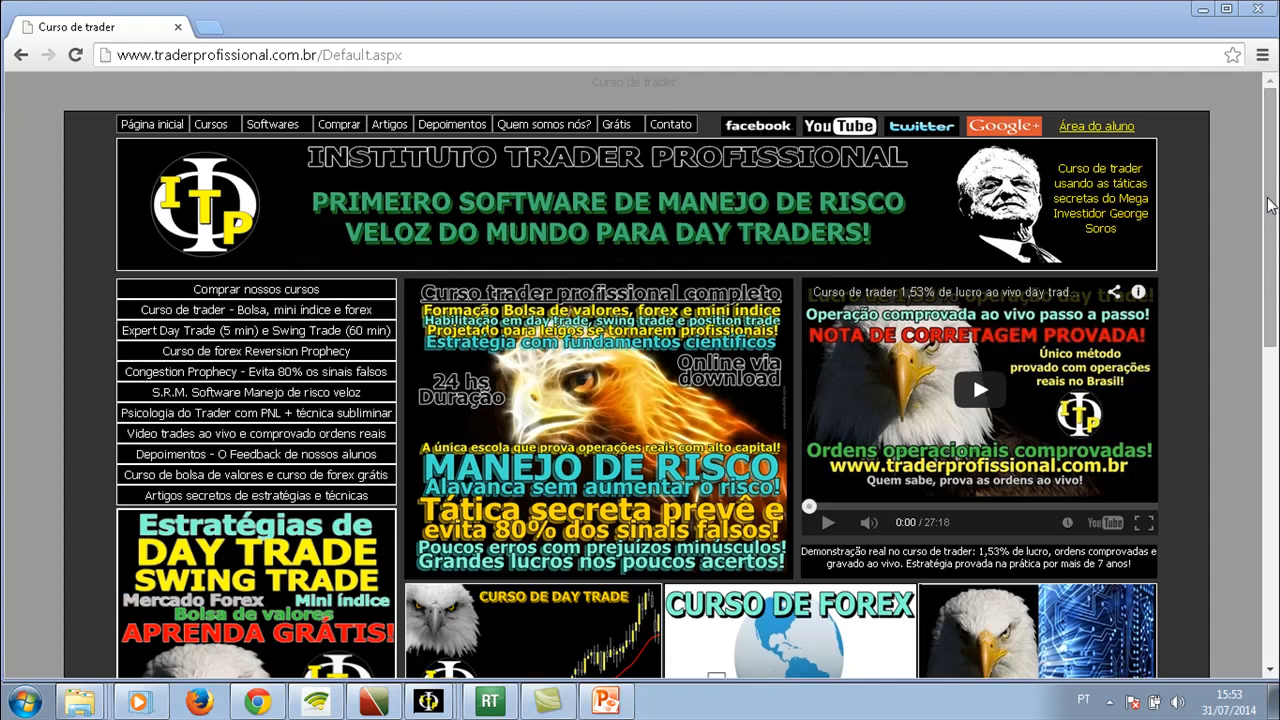 Curso de trader
www.traderprofissional.com.br/Default.aspx
Curso de trader
Página inicial Cursos Softwares Comprar Artigos Depoimentos Quem somos nós? Grátis Contato
facebook YouTube twitter Google+ Área do aluno
INSTITUTO TRADER PROFISSIONAL
PRIMEIRO SOFTWARE DE MANEJO DE RISCO
VELOZ DO MUNDO PARA DAY TRADERS!
ITP
Curso de trader
usando as táticas
secretas do Mega
Investidor George
Soros
Comprar nossos cursos
Curso de trader - Bolsa, mini índice e forex
Expert Day Trade (5 min) e Swing Trade (60 min)
Curso de forex Reversion Prophecy
Congestion Prophecy - Evita 80% os sinais falsos
S.R.M. Software Manejo de risco veloz
Psicologia do Trader com PNL + técnica subliminar
Video trades ao vivo e comprovado ordens reais
Depoimentos - O Feedback de nossos alunos
Curso de bolsa de valores e curso de forex grátis
Artigos secretos de estratégias e técnicas
Estratégias de
DAY TRADE
SWING TRADE
Mercado Forex Mini índice
Bolsa de valores
APRENDA GRÁTIS!
Curso trader profissional completo
Formação Bolsa de valores, forex e mini índice
Habilitação em day trade, swing trade e position trade
Projetado para leigos se tornarem profissionais!
Estratégia com fundamentos científicos
Online via
download
24 hs
Duração
A única escola que prova operações reais com alto capital!
MANEJO DE RISCO
Alavanca sem aumentar o risco!
Tática secreta prevê e
evita 80% dos sinais falsos!
Poucos erros com prejuízos minúsculos!
Grandes lucros nos poucos acertos!
Curso de trader 1,53% de lucro ao vivo day trad...
Operação comprovada ao vivo passo a passo!
NOTA DE CORRETAGEM PROVADA!
Único método
provado com operações
reais no Brasil!
Ordens operacionais comprovadas!
www.traderprofissional.com.br
Quem sabe, prova as ordens ao vivo!
0:00 / 27:18 YouTube
Demonstração real no curso de trader: 1,53% de lucro, ordens comprovadas e
gravado ao vivo. Estratégia provada na prática por mais de 7 anos!
CURSO DE DAY TRADE
CURSO DE FOREX
RT
PT
15:53
31/07/2014